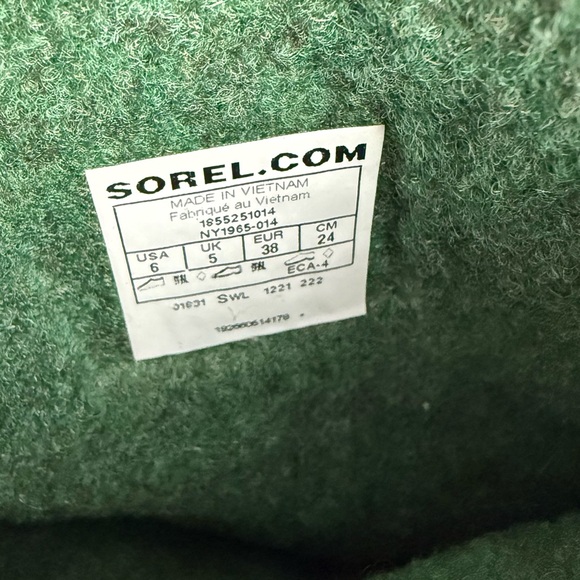 SOREL.COM
MADE IN VIETNAM
Fabriqué au Vietnam
1855251014
NY1965-014
USA UK EUR CM
6 5 38 24
ECA-4
SWL 1221 222